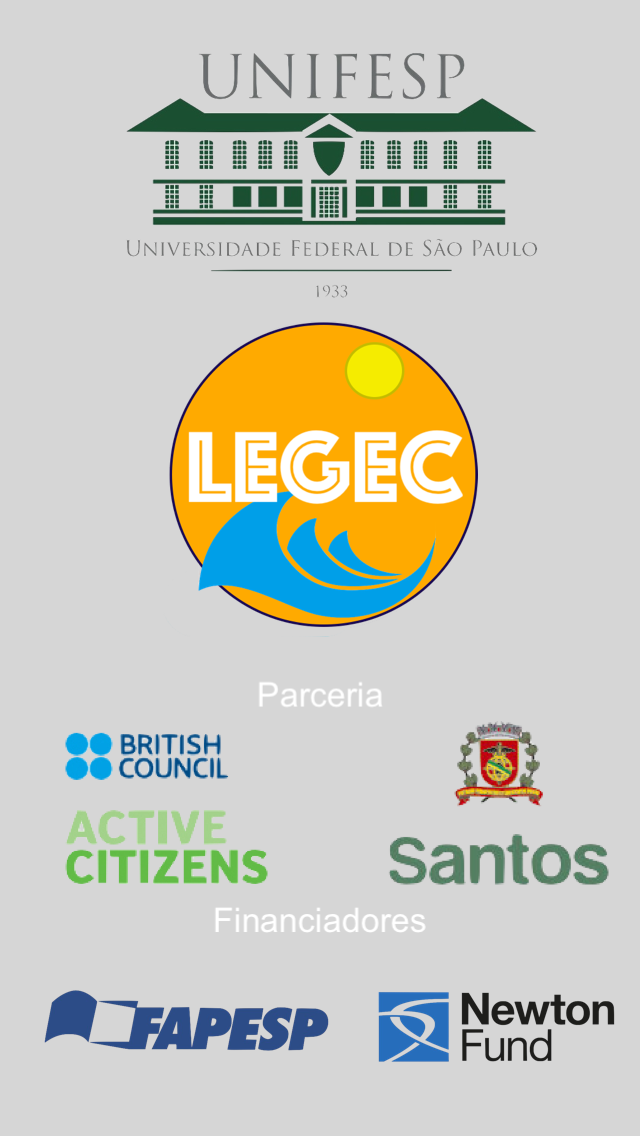 UNIFESP
UNIVERSIDADE FEDERAL DE SÃO PAULO
1933
LEGEC
Parceria
BRITISH
COUNCIL
ACTIVE
CITIZENS
Santos
Financiadores
FAPESP
Newton
Fund